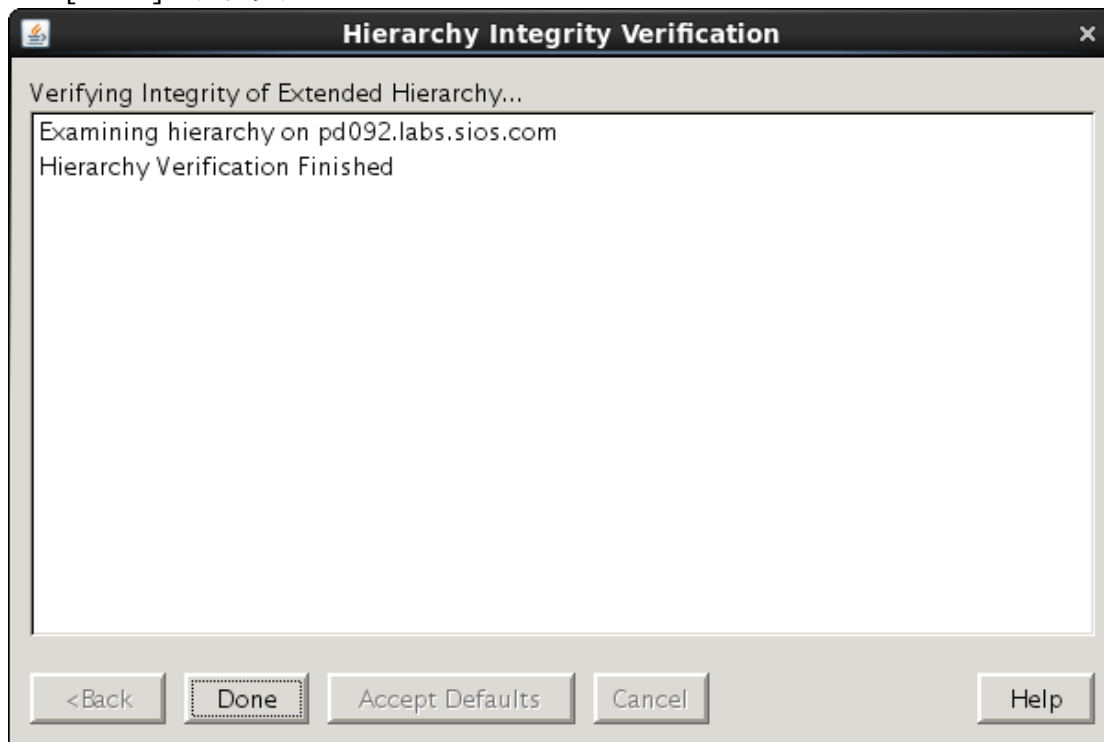 Hierarchy Integrity Verification
Verifying Integrity of Extended Hierarchy...
Examining hierarchy on pd092.labs.sios.com
Hierarchy Verification Finished
<Back
Done
Accept Defaults
Cancel
Help